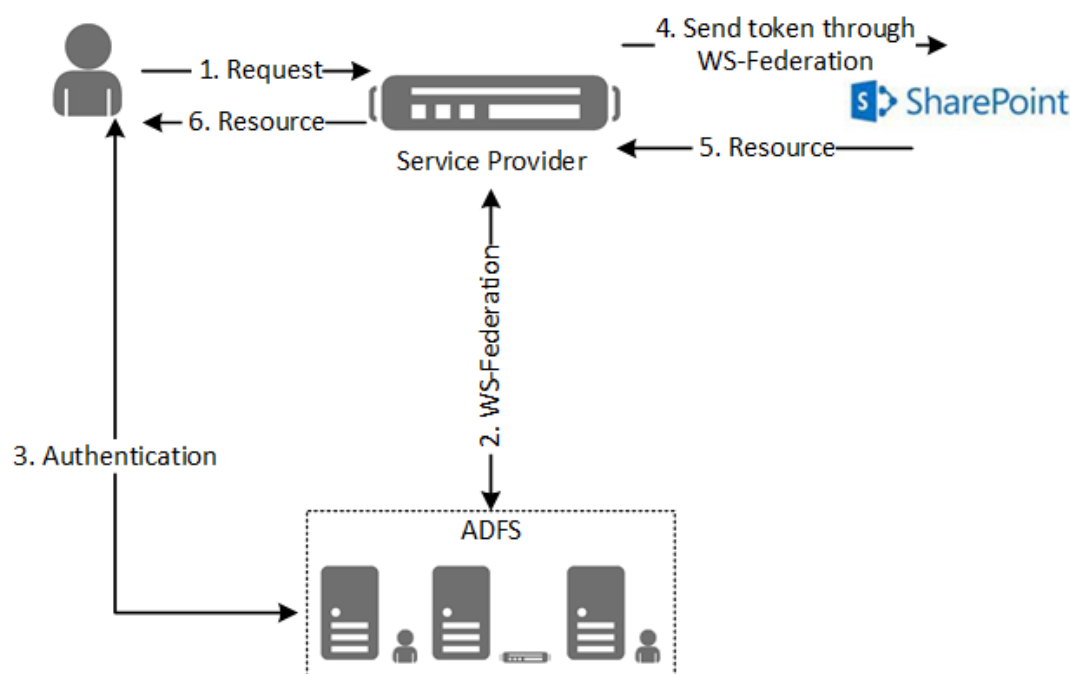 1. Request
4. Send token through
WS-Federation
S
SharePoint
6. Resource
Service Provider
5. Resource
2. WS-Federation
3. Authentication
ADFS